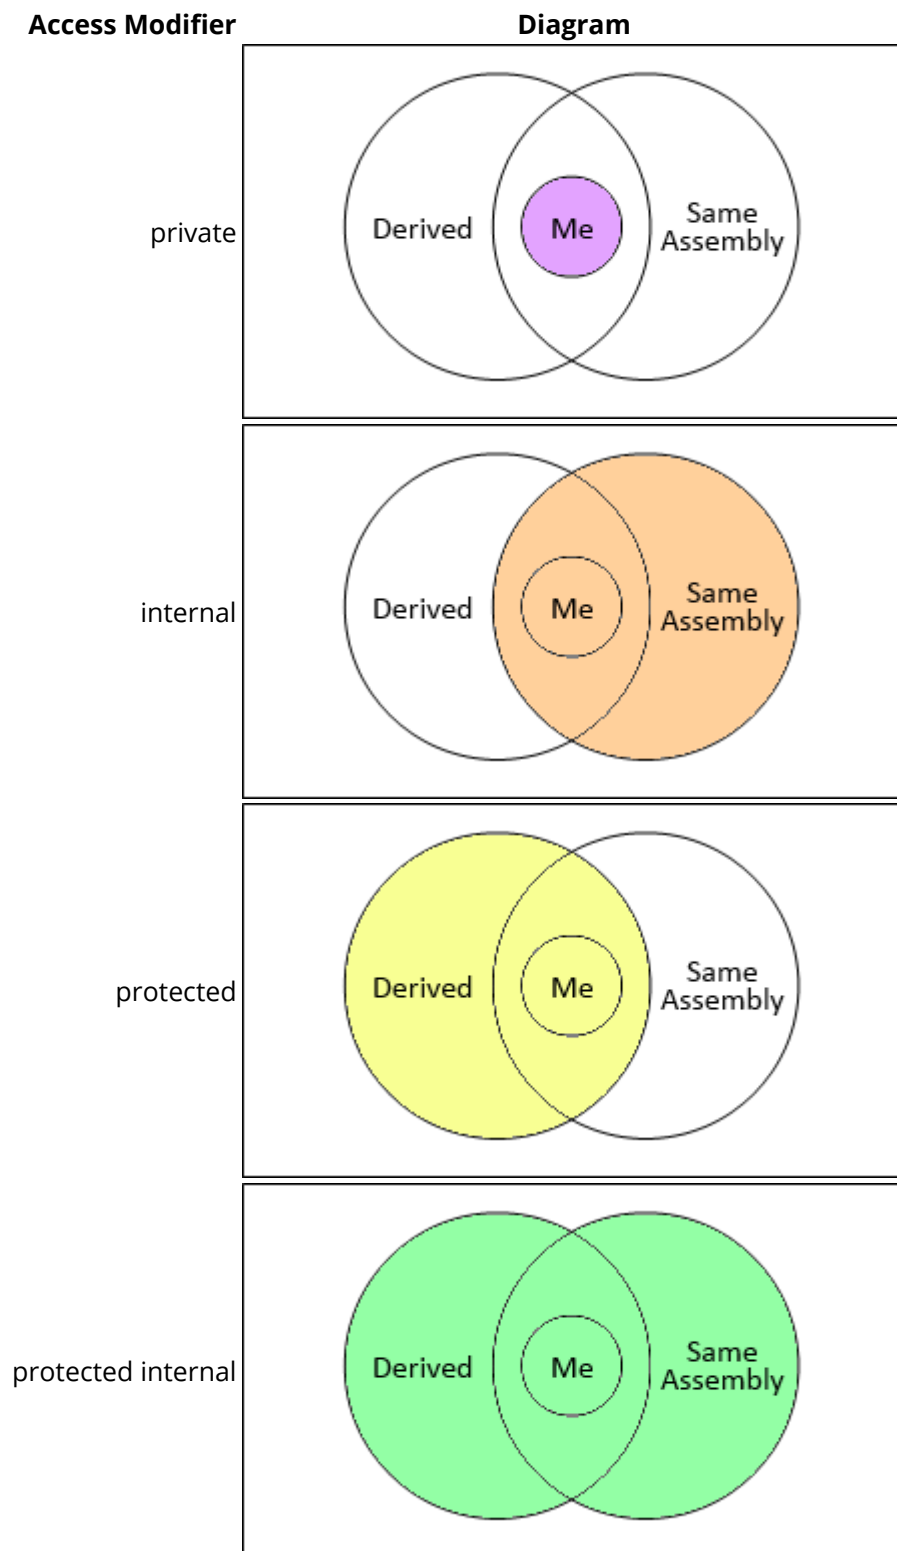 Access Modifier Diagram
private
Derived Me Same
Assembly
internal
Derived Me Same
Assembly
protected
Derived Me Same
Assembly
protected internal
Derived Me Same
Assembly